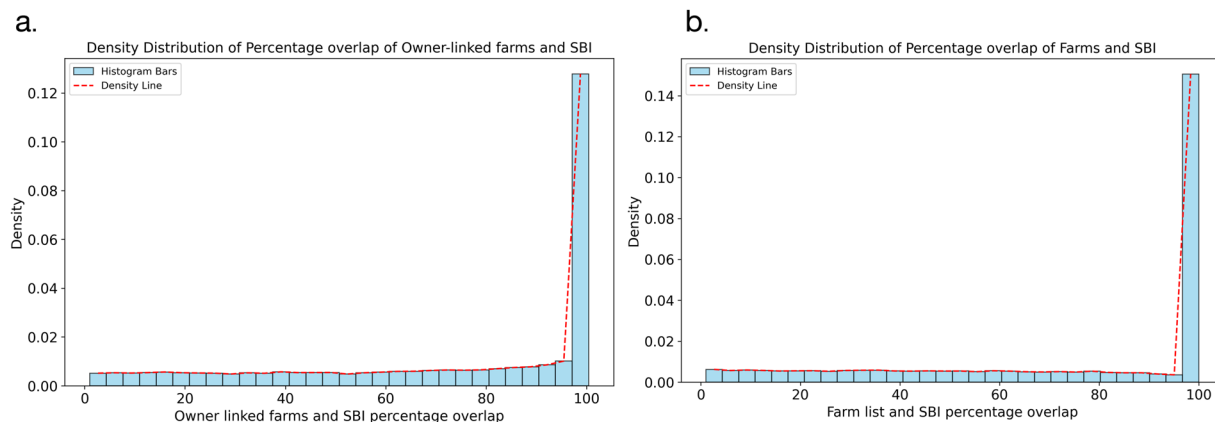 a.
Density Distribution of Percentage overlap of Owner-linked farms and SBI
Histogram Bars
Density Line
0.12
0.10
0.08
0.06
0.04
0.02
0.00
Density
0 20 40 60 80 100
Owner linked farms and SBI percentage overlap
b.
Density Distribution of Percentage overlap of Farms and SBI
Histogram Bars
Density Line
0.14
0.12
0.10
0.08
0.06
0.04
0.02
0.00
Density
0 20 40 60 80 100
Farm list and SBI percentage overlap